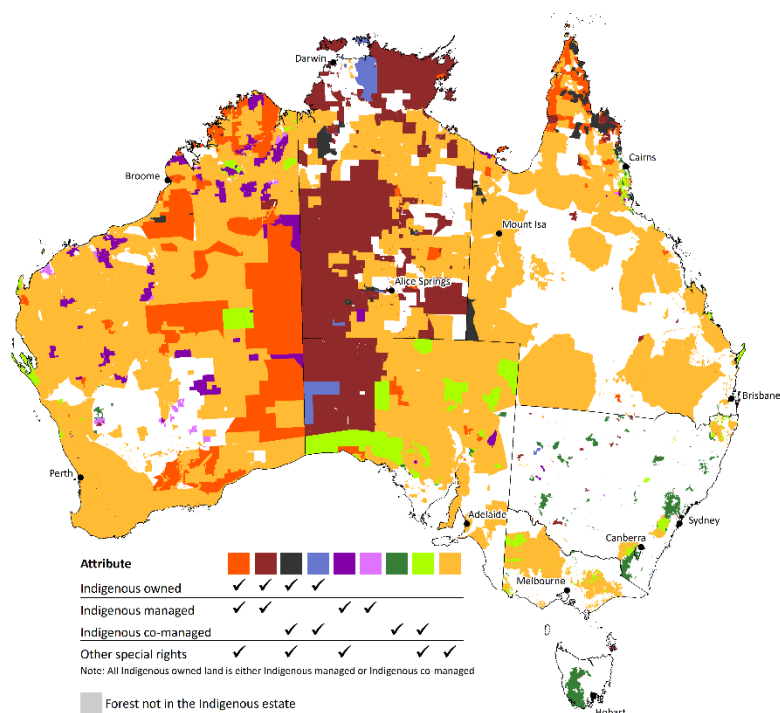 Darwin
Cairns
Broome
Mount Isa
Alice Springs
Brisbane
Perth
Adelaide
Sydney
Canberra
Melbourne
Attribute
Indigenous owned ✓ ✓ ✓ ✓
Indigenous managed ✓ ✓ ✓ ✓
Indigenous co-managed ✓ ✓ ✓ ✓
Other special rights ✓ ✓ ✓ ✓ ✓
Note: All Indigenous owned land is either Indigenous managed or Indigenous co-managed
Forest not in the Indigenous estate
Hobart